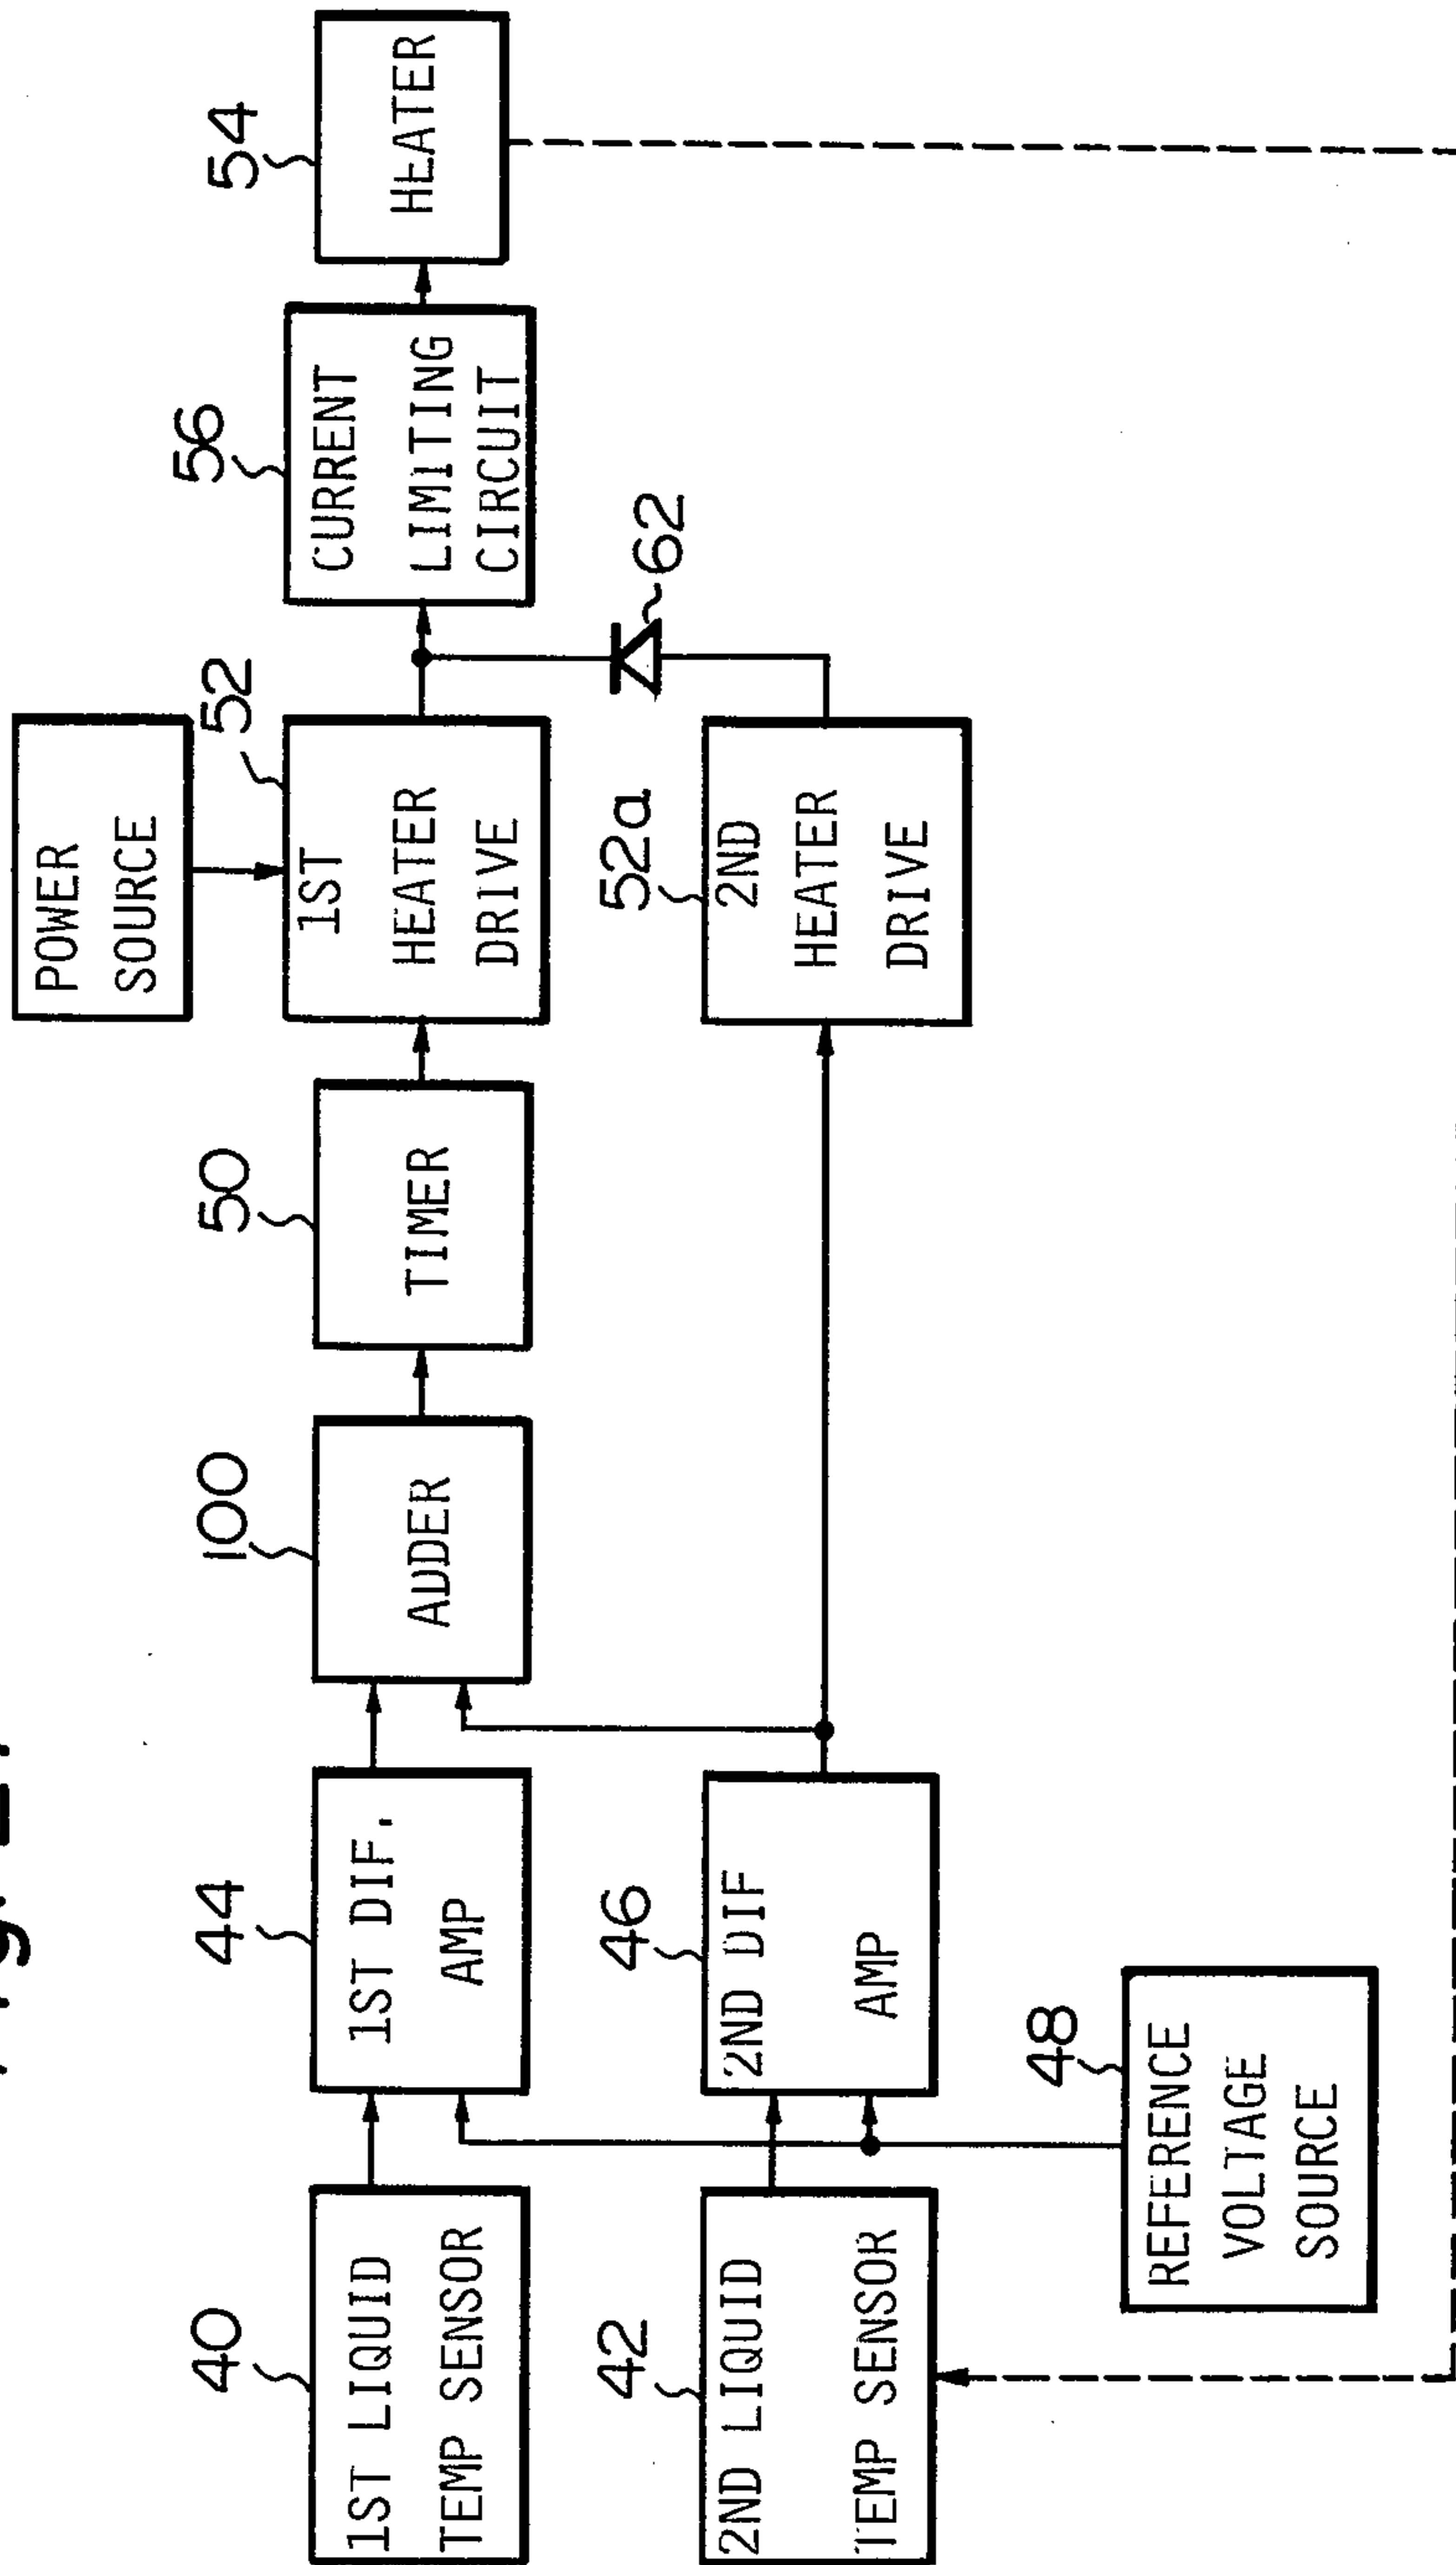 POWER
SOURCE
40
44
100
50
52
56
54
1ST LIQUID
TEMP SENSOR
1ST DIF.
AMP
ADDER
TIMER
1ST
HEATER
DRIVE
CURRENT
LIMITING
CIRCUIT
HEATER
42
46
52a
62
2ND LIQUID
TEMP SENSOR
2ND DIF
AMP
2ND
HEATER
DRIVE
48
REFERENCE
VOLTAGE
SOURCE